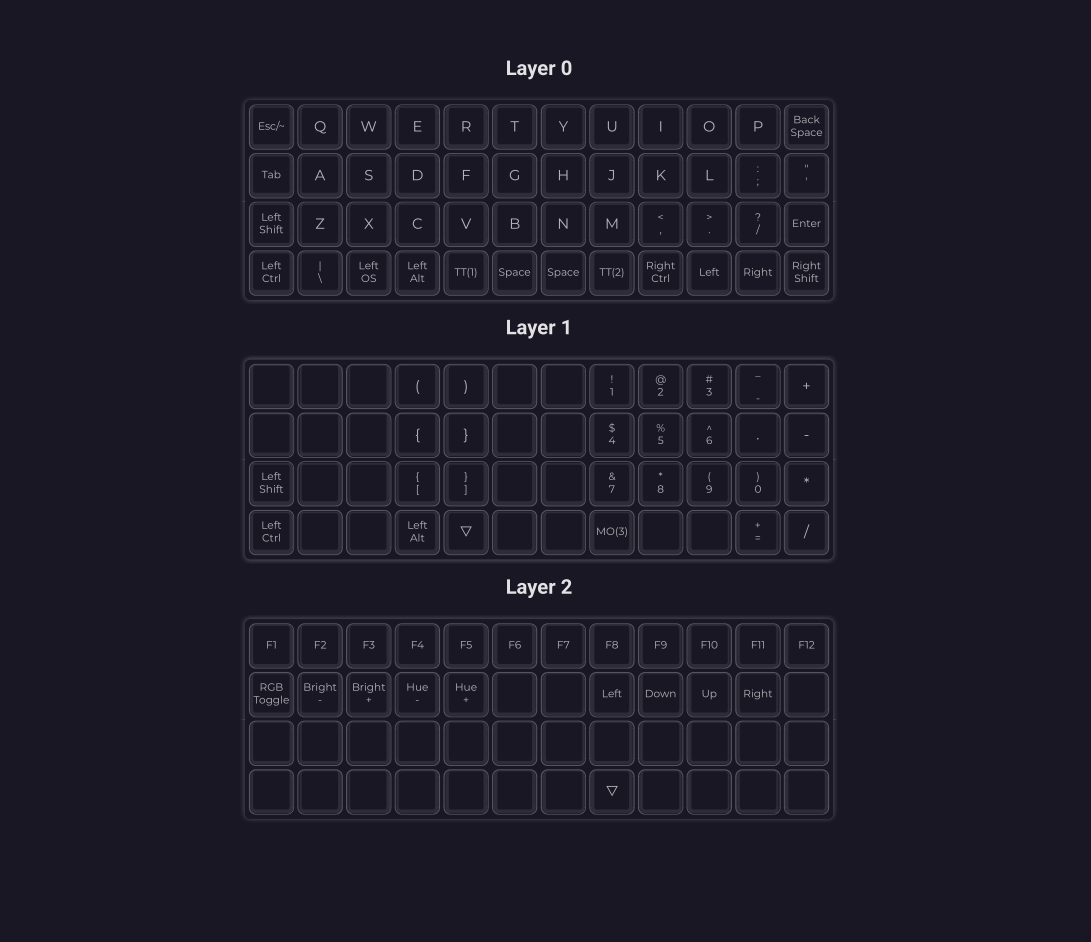 Layer 0
Esc/~ Q W E R T Y U I O P Back Space
Tab A S D F G H J K L : ; " '
Left Shift Z X C V B N M < , > . ? / Enter
Left Ctrl | \ Left OS Left Alt TT(1) Space Space TT(2) Right Ctrl Left Right Right Shift
Layer 1
( ) ! 1 @ 2 # 3 _ - +
{ } $ 4 % 5 ^ 6 . -
Left Shift { [ } ] & 7 * 8 ( 9 ) 0 *
Left Ctrl Left Alt ▽ MO(3) + = /
Layer 2
F1 F2 F3 F4 F5 F6 F7 F8 F9 F10 F11 F12
RGB Toggle Bright - Bright + Hue - Hue + Left Down Up Right
▽